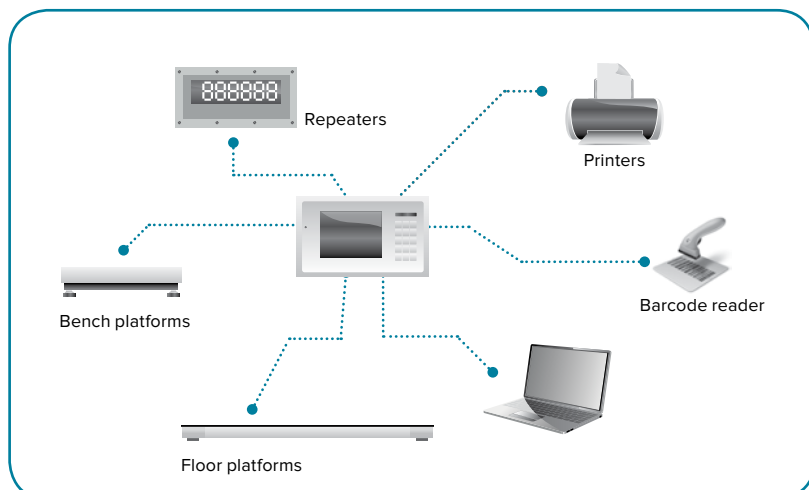 888888
Repeaters
Printers
Bench platforms
Barcode reader
Floor platforms